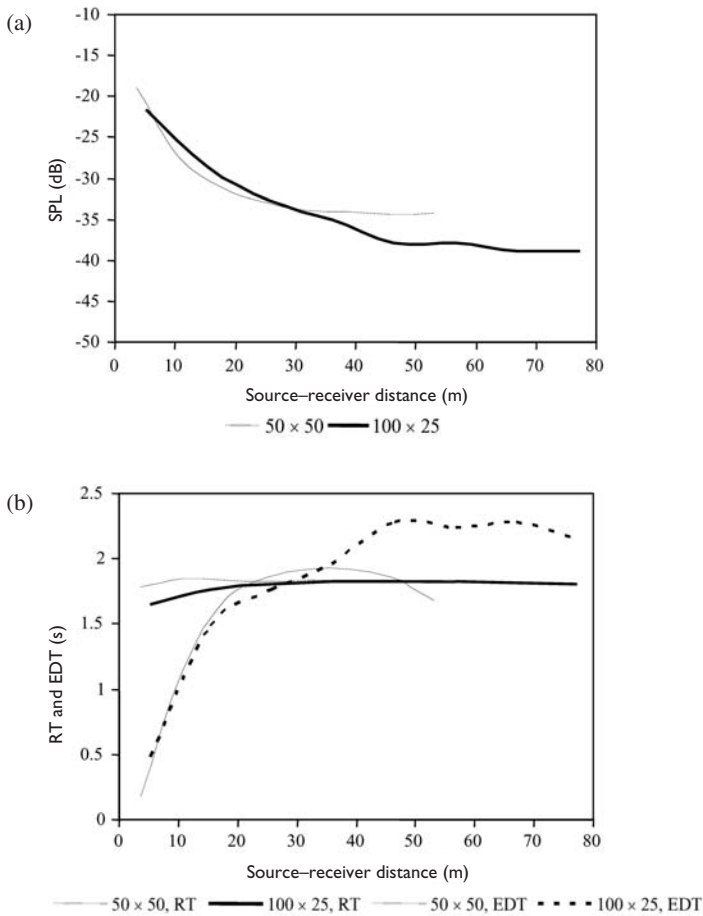 (a)
-10
-15
-20
-25
-30
-35
-40
-45
-50
SPL (dB)
0 10 20 30 40 50 60 70 80
Source–receiver distance (m)
50 × 50 100 × 25
(b)
2.5
2
1.5
1
0.5
0
RT and EDT (s)
0 10 20 30 40 50 60 70 80
Source–receiver distance (m)
50 × 50, RT 100 × 25, RT 50 × 50, EDT 100 × 25, EDT